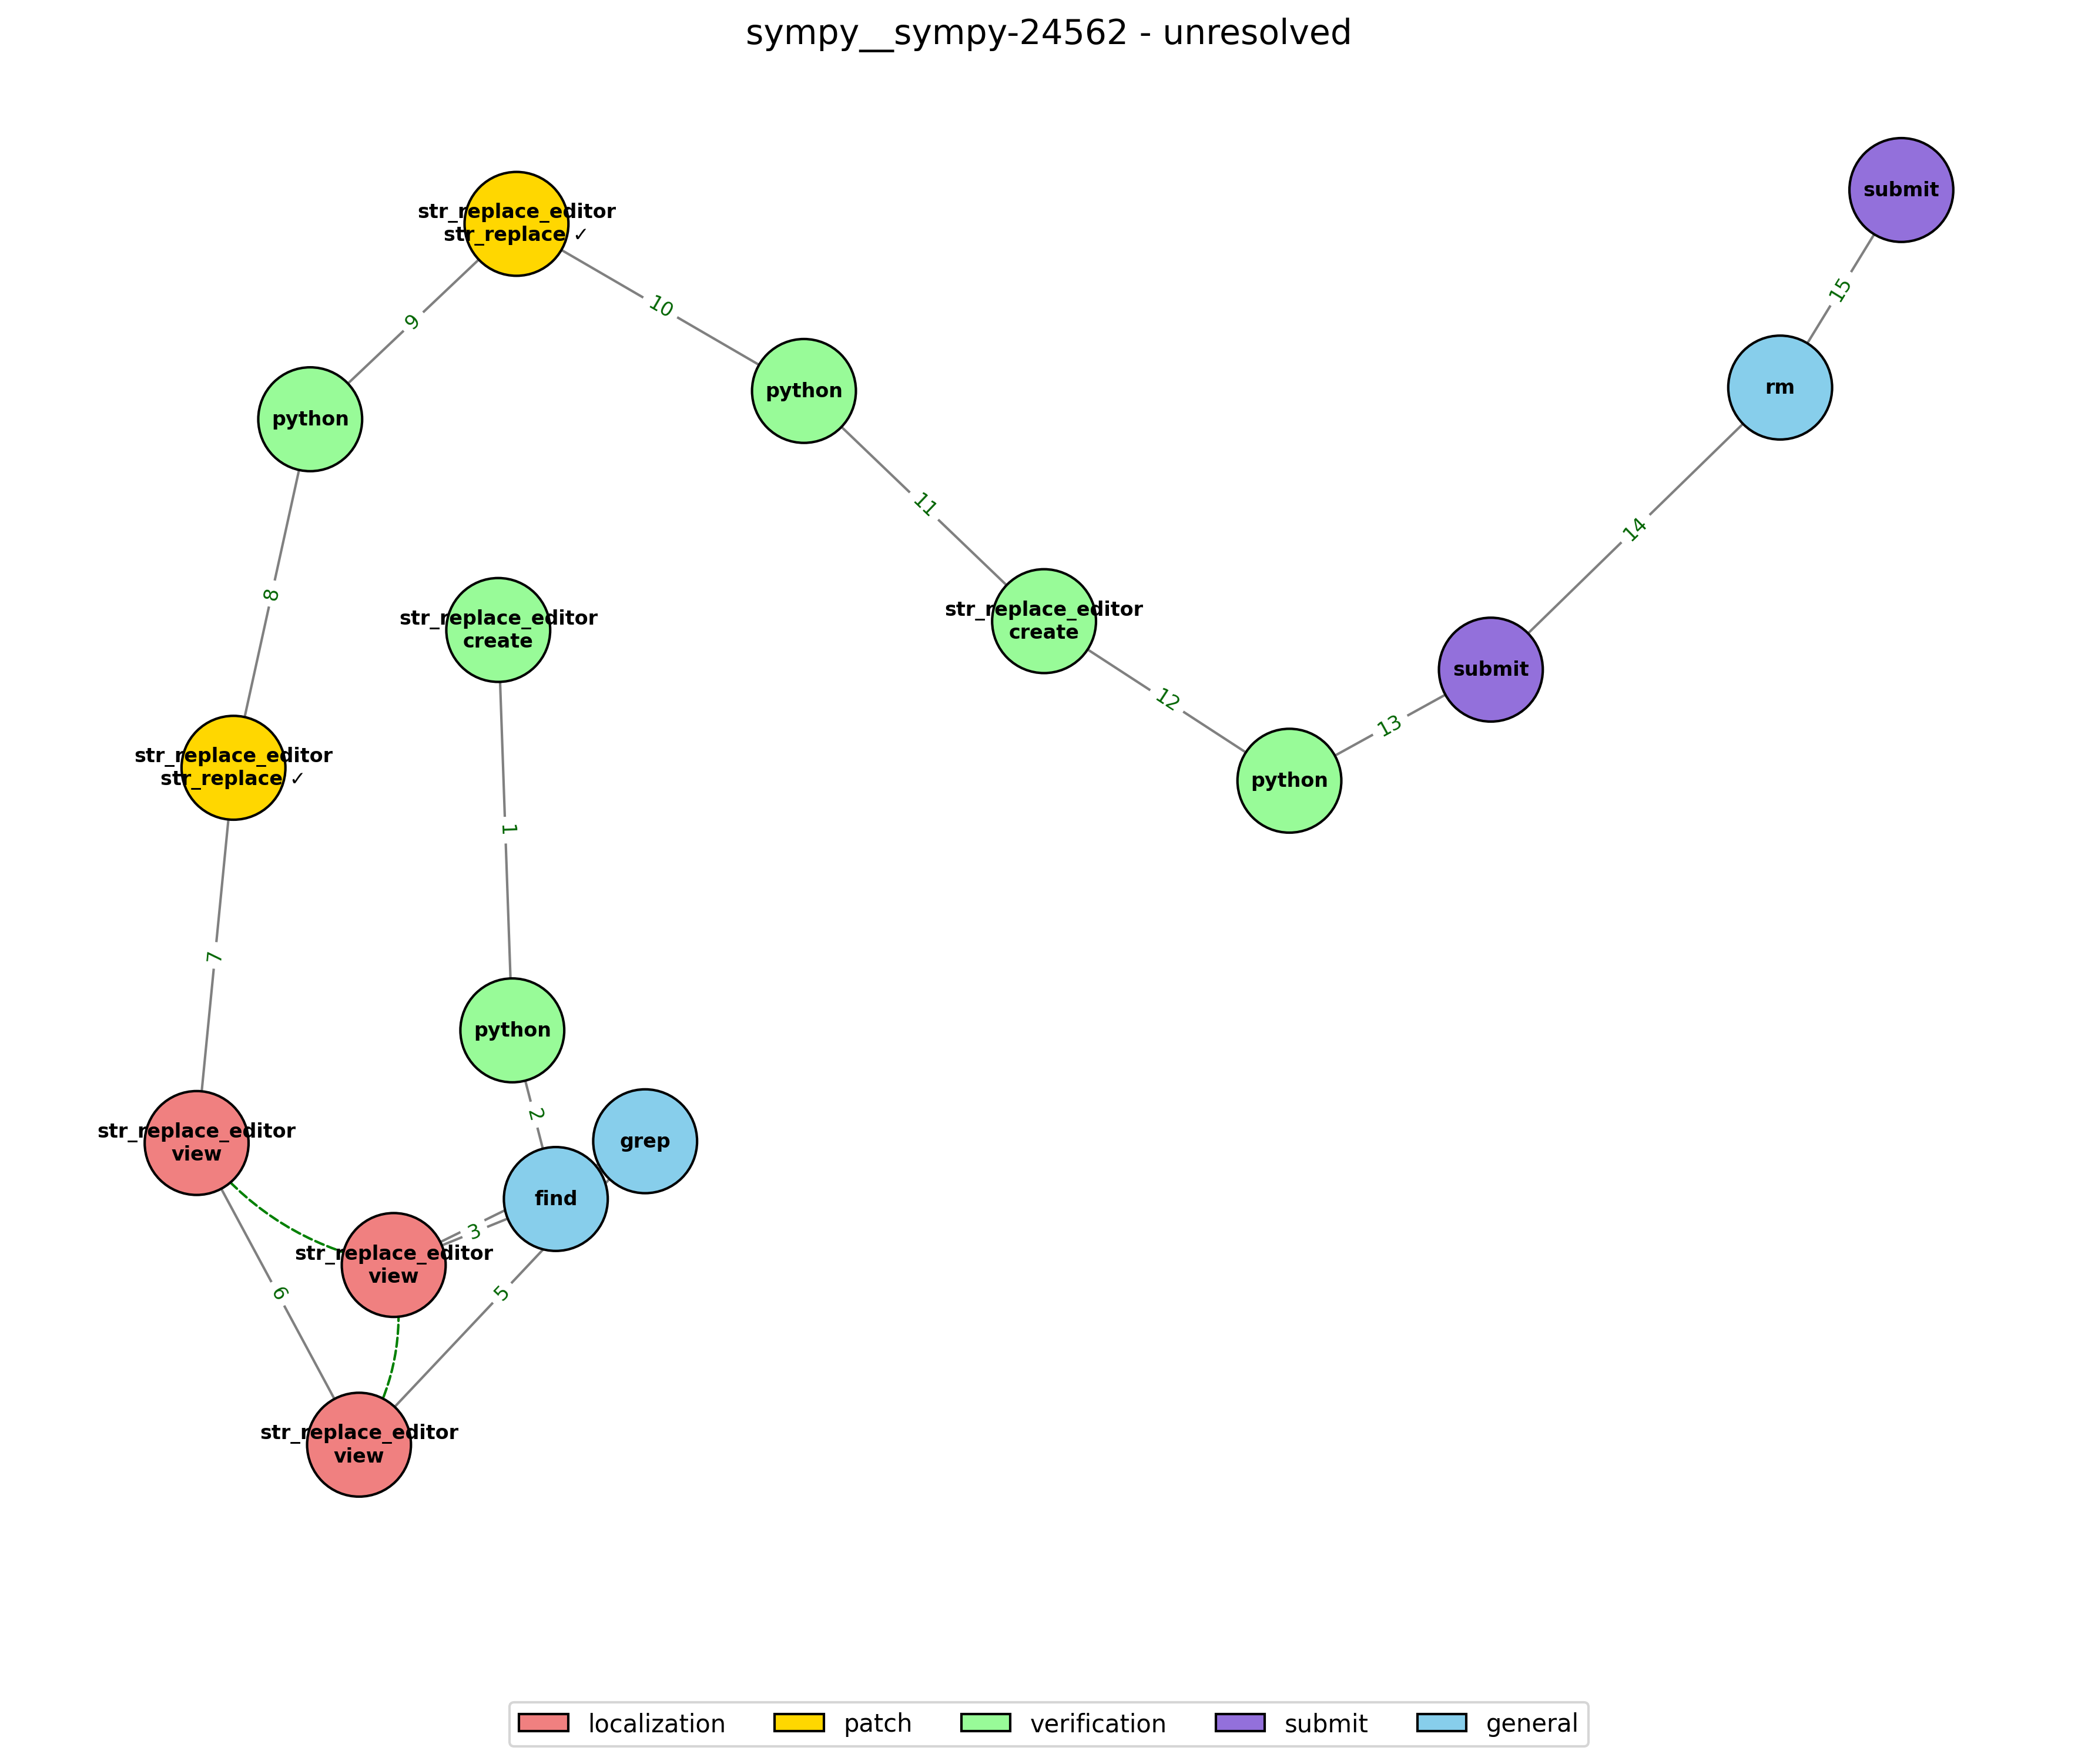 sympy__sympy-24562 - unresolved
submit
str_replace_editor
str_replace ✓
15
10
9
rm
python
python
11
14
8
str_replace_editor
create
str_replace_editor
create
submit
12
13
str_replace_editor
str_replace ✓
python
1
7
python
2
str_replace_editor
view
grep
find
3
str_replace_editor
view
6
5
str_replace_editor
view
localization
patch
verification
submit
general